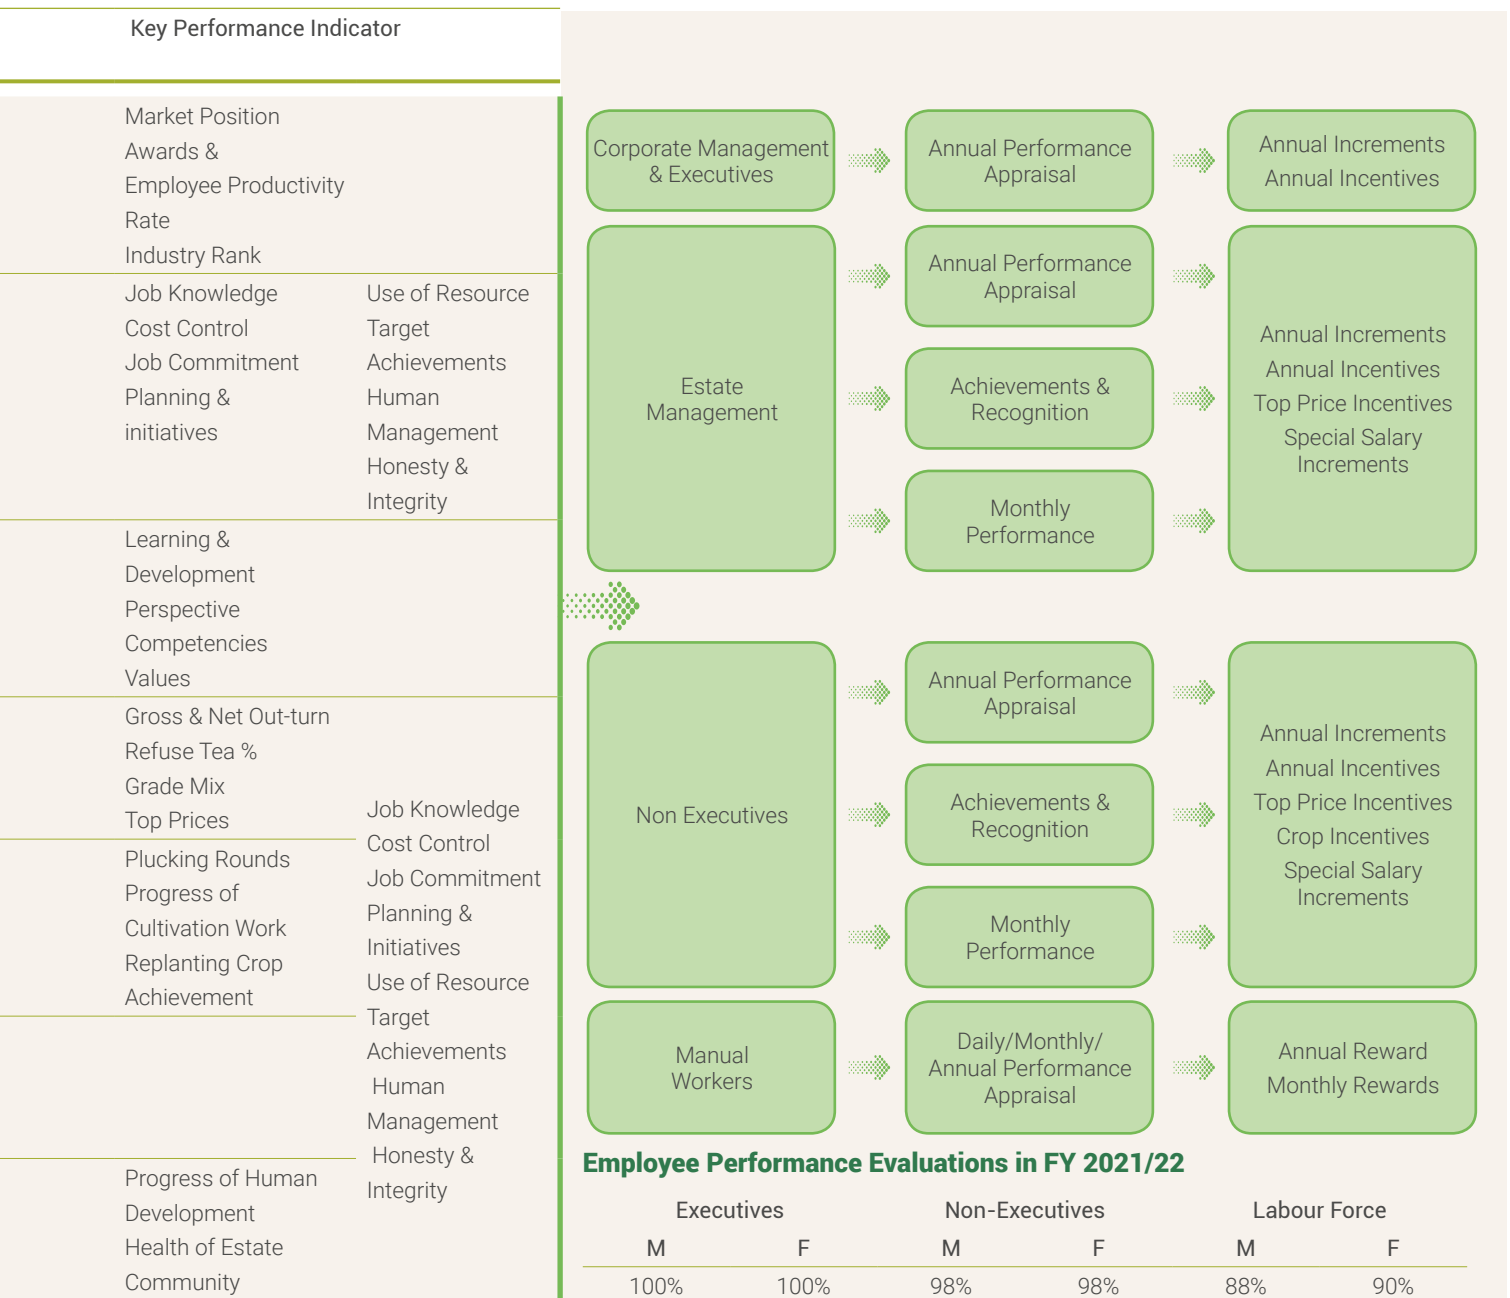 Key Performance Indicator
Market Position
Awards &
Employee Productivity
Rate
Industry Rank
Job Knowledge
Cost Control
Job Commitment
Planning &
initiatives
Use of Resource
Target
Achievements
Human
Management
Honesty &
Integrity
Learning &
Development
Perspective
Competencies
Values
Gross & Net Out-turn
Refuse Tea %
Grade Mix
Top Prices
Plucking Rounds
Progress of
Cultivation Work
Replanting Crop
Achievement
Job Knowledge
Cost Control
Job Commitment
Planning &
Initiatives
Use of Resource
Target
Achievements
Human
Management
Honesty &
Integrity
Progress of Human
Development
Health of Estate
Community
Corporate Management
& Executives
Annual Performance
Appraisal
Annual Increments
Annual Incentives
Estate
Management
Annual Performance
Appraisal
Achievements &
Recognition
Monthly
Performance
Annual Increments
Annual Incentives
Top Price Incentives
Special Salary
Increments
Non Executives
Annual Performance
Appraisal
Achievements &
Recognition
Monthly
Performance
Annual Increments
Annual Incentives
Top Price Incentives
Crop Incentives
Special Salary
Increments
Manual
Workers
Daily/Monthly/
Annual Performance
Appraisal
Annual Reward
Monthly Rewards
Employee Performance Evaluations in FY 2021/22
Executives Non-Executives Labour Force
M F M F M F
100% 100% 98% 98% 88% 90%